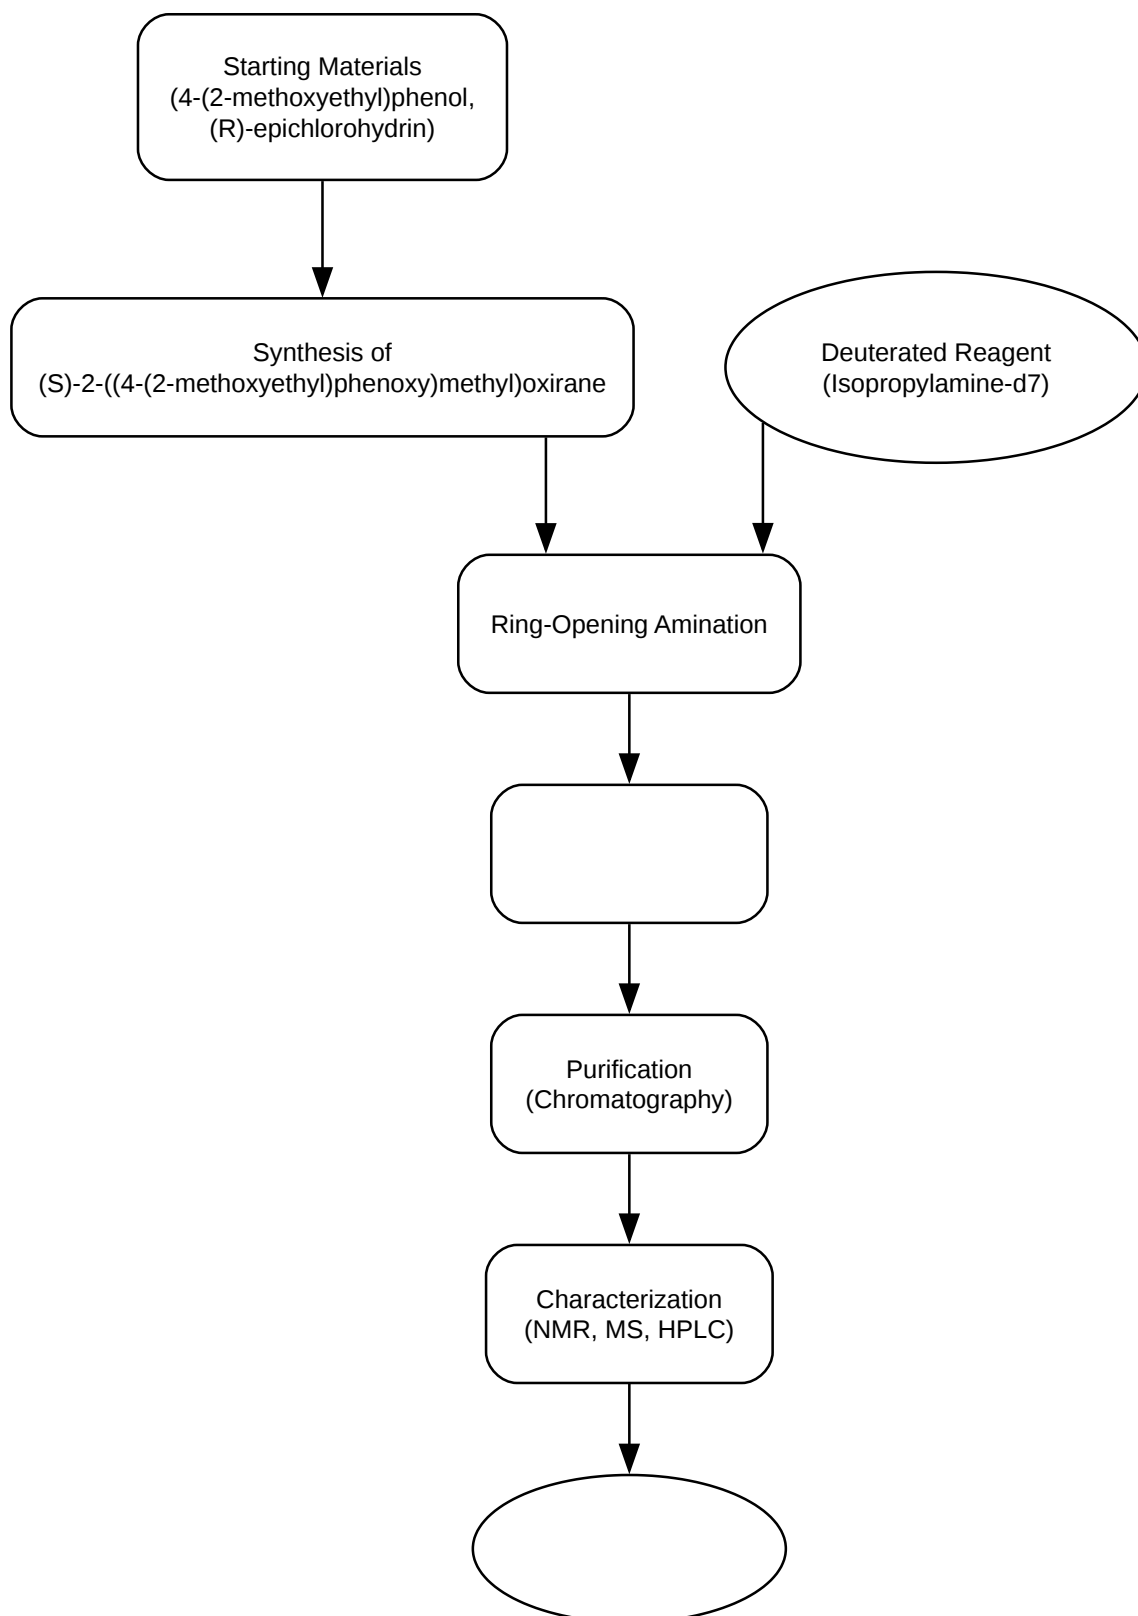 Starting Materials
(4-(2-methoxyethyl)phenol,
(R)-epichlorohydrin)
Synthesis of
(S)-2-((4-(2-methoxyethyl)phenoxy)methyl)oxirane
Deuterated Reagent
(Isopropylamine-d7)
Ring-Opening Amination
Purification
(Chromatography)
Characterization
(NMR, MS, HPLC)